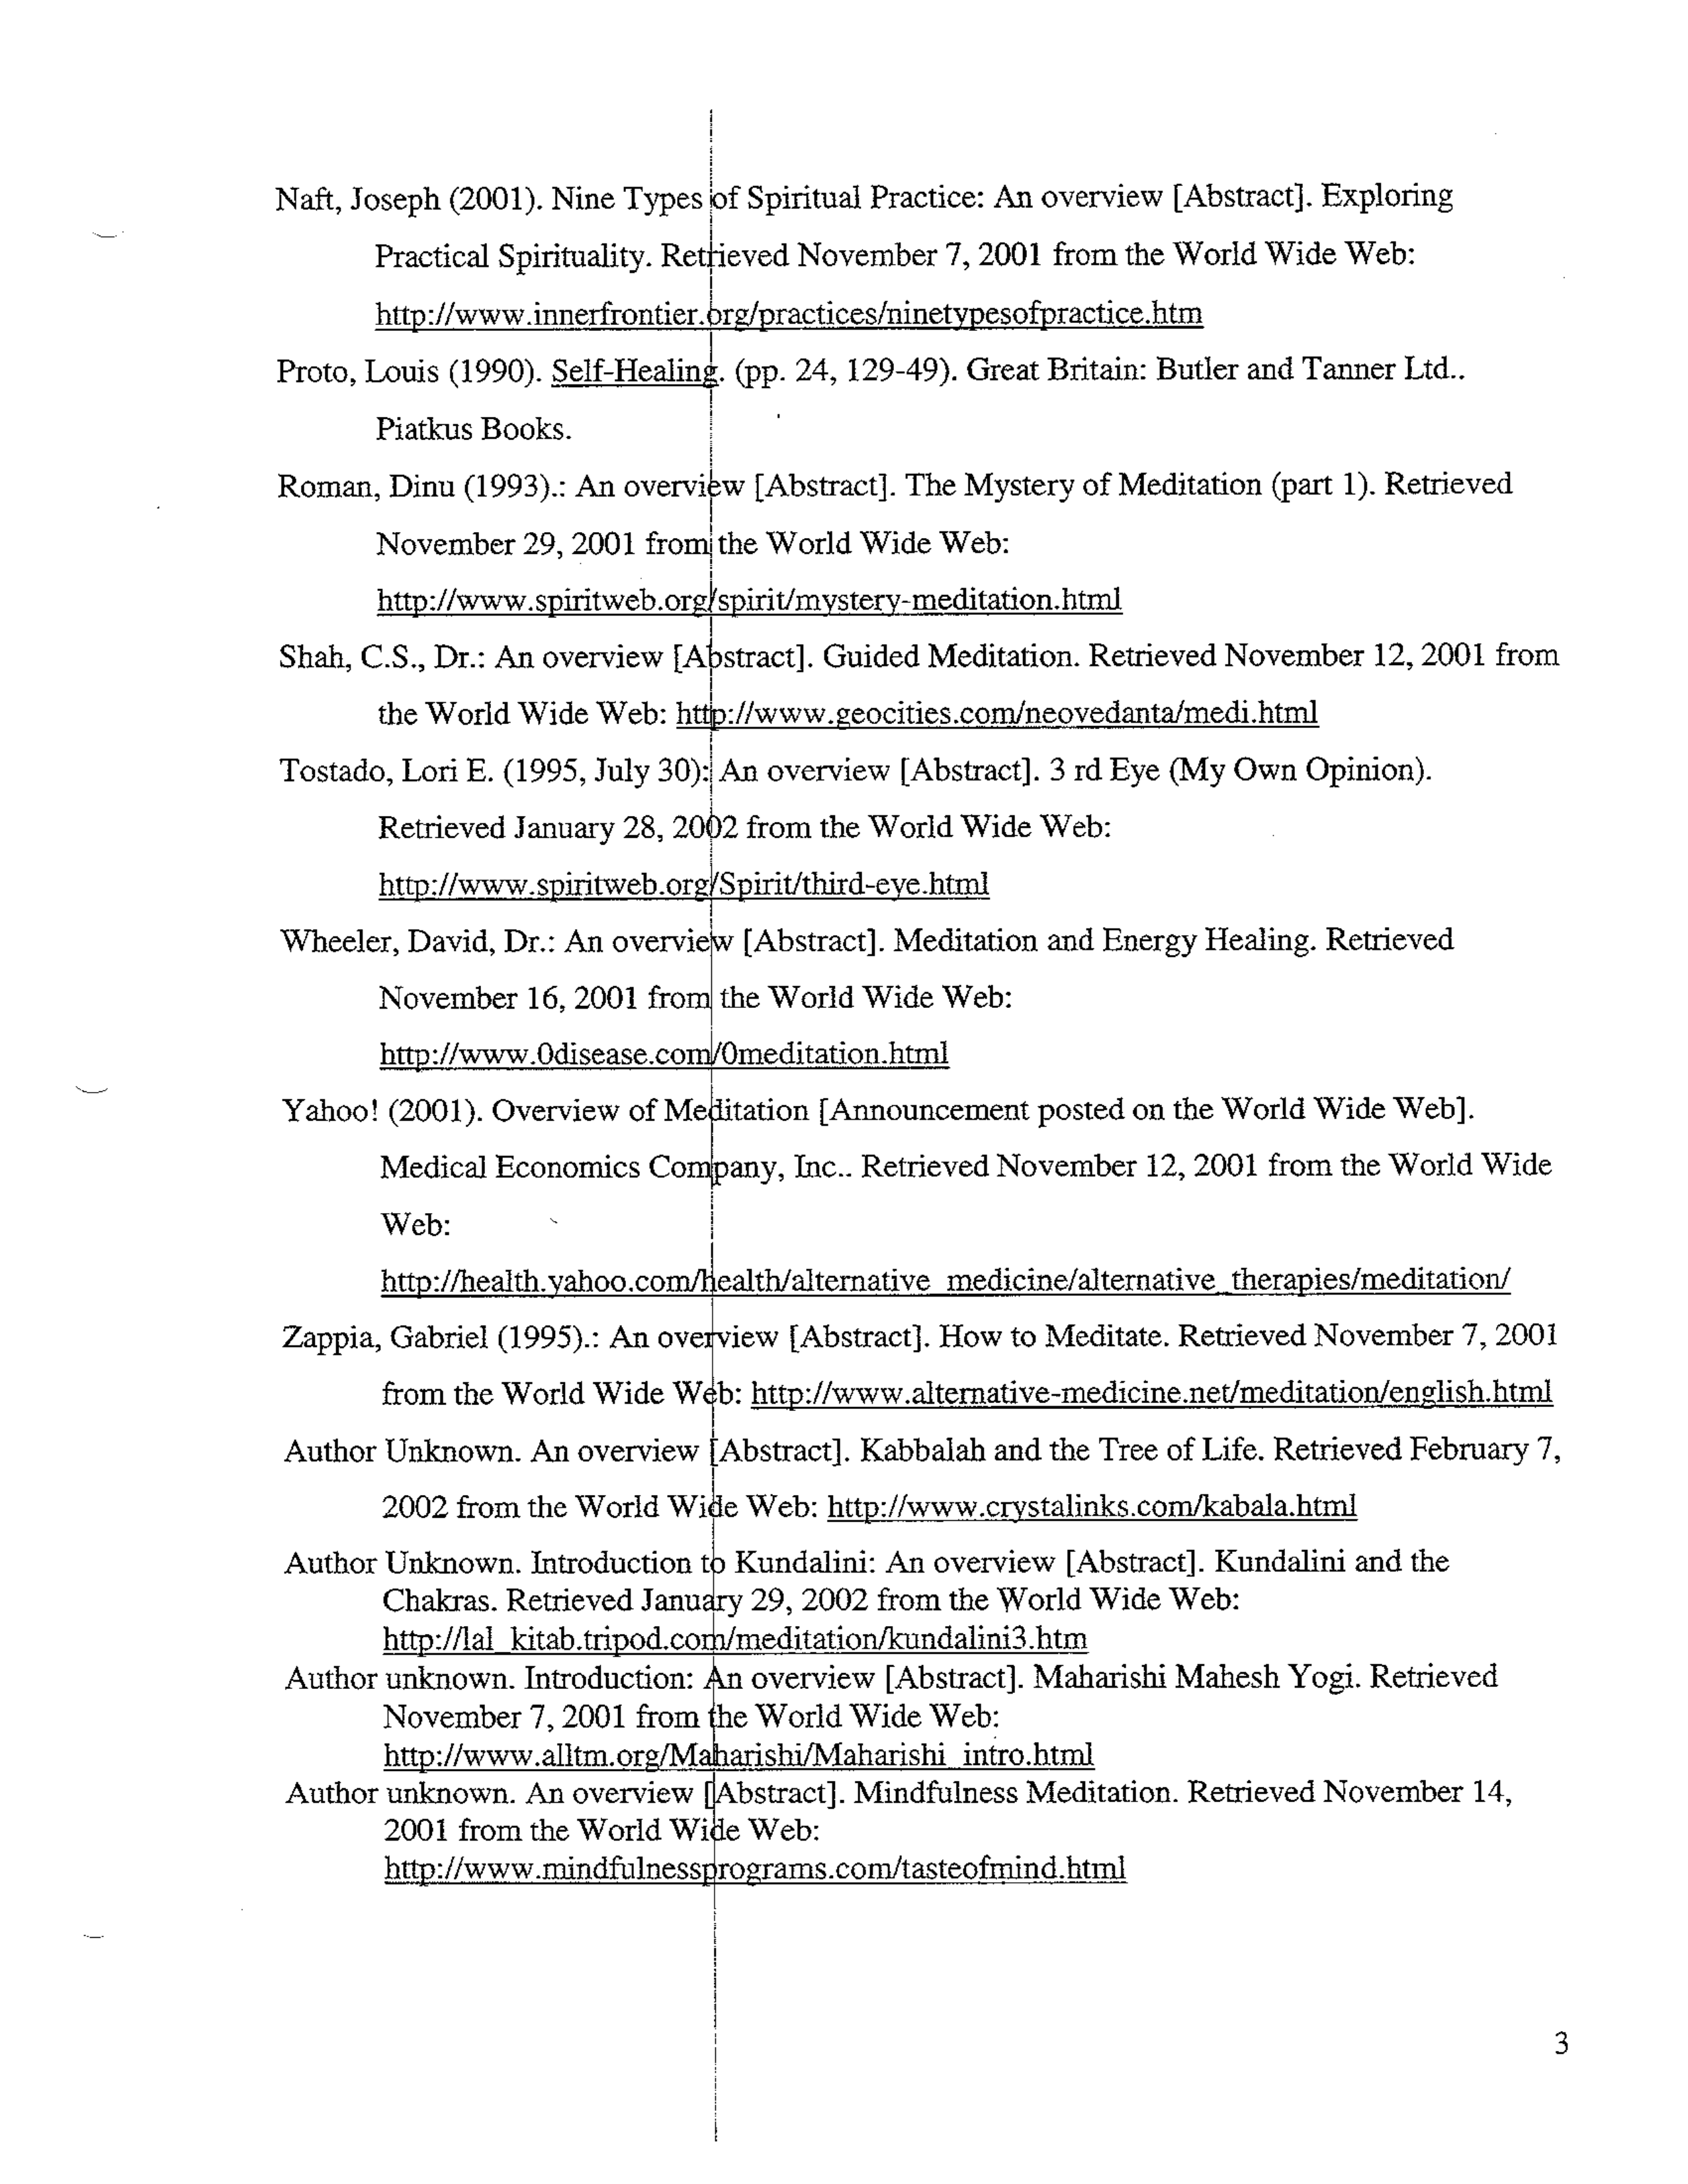 Naft, Joseph (2001). Nine Types of Spiritual Practice: An overview [Abstract]. Exploring
Practical Spirituality. Retrieved November 7, 2001 from the World Wide Web:
http://www.innerfrontier.org/practices/ninetypesofpractice.htm
Proto, Louis (1990). Self-Healing. (pp. 24, 129-49). Great Britain: Butler and Tanner Ltd..
Piatkus Books.
Roman, Dinu (1993).: An overview [Abstract]. The Mystery of Meditation (part 1). Retrieved
November 29, 2001 from the World Wide Web:
http://www.spiritweb.org/spirit/mystery-meditation.html
Shah, C.S., Dr.: An overview [Abstract]. Guided Meditation. Retrieved November 12, 2001 from
the World Wide Web: http://www.geocities.com/neovedanta/medi.html
Tostado, Lori E. (1995, July 30): An overview [Abstract]. 3 rd Eye (My Own Opinion).
Retrieved January 28, 2002 from the World Wide Web:
http://www.spiritweb.org/Spirit/third-eye.html
Wheeler, David, Dr.: An overview [Abstract]. Meditation and Energy Healing. Retrieved
November 16, 2001 from the World Wide Web:
http://www.0disease.com/0meditation.html
Yahoo! (2001). Overview of Meditation [Announcement posted on the World Wide Web].
Medical Economics Company, Inc.. Retrieved November 12, 2001 from the World Wide
Web:
http://health.yahoo.com/health/alternative_medicine/alternative_therapies/meditation/
Zappia, Gabriel (1995).: An overview [Abstract]. How to Meditate. Retrieved November 7, 2001
from the World Wide Web: http://www.alternative-medicine.net/meditation/english.html
Author Unknown. An overview [Abstract]. Kabbalah and the Tree of Life. Retrieved February 7,
2002 from the World Wide Web: http://www.crystalinks.com/kabala.html
Author Unknown. Introduction to Kundalini: An overview [Abstract]. Kundalini and the
Chakras. Retrieved January 29, 2002 from the World Wide Web:
http://lal_kitab.tripod.com/meditation/kundalini3.htm
Author unknown. Introduction: An overview [Abstract]. Maharishi Mahesh Yogi. Retrieved
November 7, 2001 from the World Wide Web:
http://www.alltm.org/Maharishi/Maharishi_intro.html
Author unknown. An overview [Abstract]. Mindfulness Meditation. Retrieved November 14,
2001 from the World Wide Web:
http://www.mindfulnessprograms.com/tasteofmind.html
3